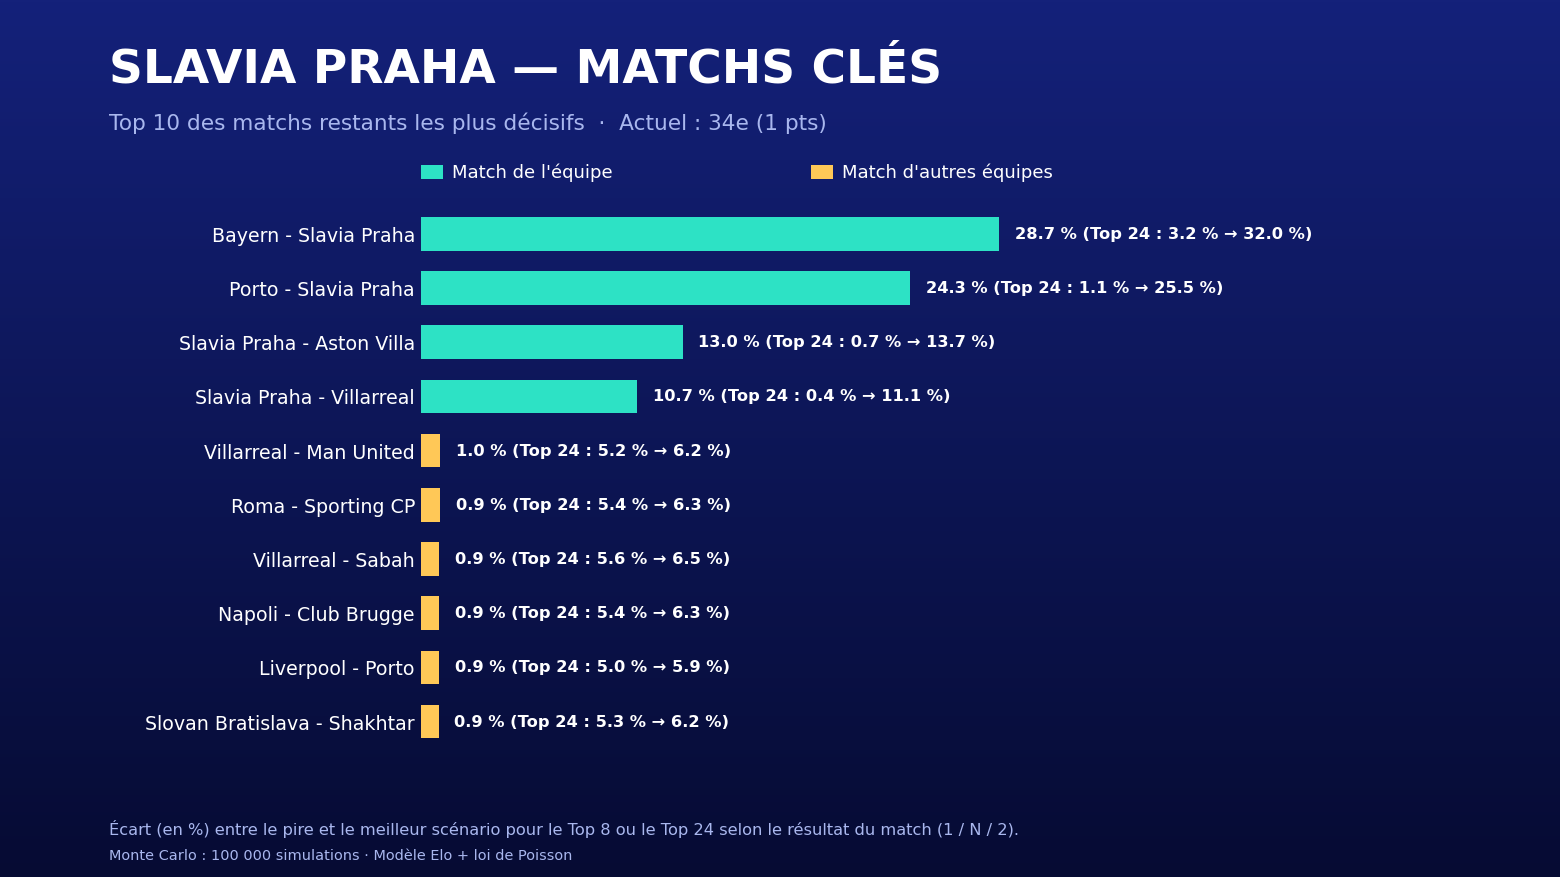 SLAVIA PRAHA — MATCHS CLÉS
Top 10 des matchs restants les plus décisifs · Actuel : 34e (1 pts)
Match de l'équipe
Match d'autres équipes
Bayern - Slavia Praha 28.7 % (Top 24 : 3.2 % → 32.0 %)
Porto - Slavia Praha 24.3 % (Top 24 : 1.1 % → 25.5 %)
Slavia Praha - Aston Villa 13.0 % (Top 24 : 0.7 % → 13.7 %)
Slavia Praha - Villarreal 10.7 % (Top 24 : 0.4 % → 11.1 %)
Villarreal - Man United 1.0 % (Top 24 : 5.2 % → 6.2 %)
Roma - Sporting CP 0.9 % (Top 24 : 5.4 % → 6.3 %)
Villarreal - Sabah 0.9 % (Top 24 : 5.6 % → 6.5 %)
Napoli - Club Brugge 0.9 % (Top 24 : 5.4 % → 6.3 %)
Liverpool - Porto 0.9 % (Top 24 : 5.0 % → 5.9 %)
Slovan Bratislava - Shakhtar 0.9 % (Top 24 : 5.3 % → 6.2 %)
Écart (en %) entre le pire et le meilleur scénario pour le Top 8 ou le Top 24 selon le résultat du match (1 / N / 2).
Monte Carlo : 100 000 simulations · Modèle Elo + loi de Poisson